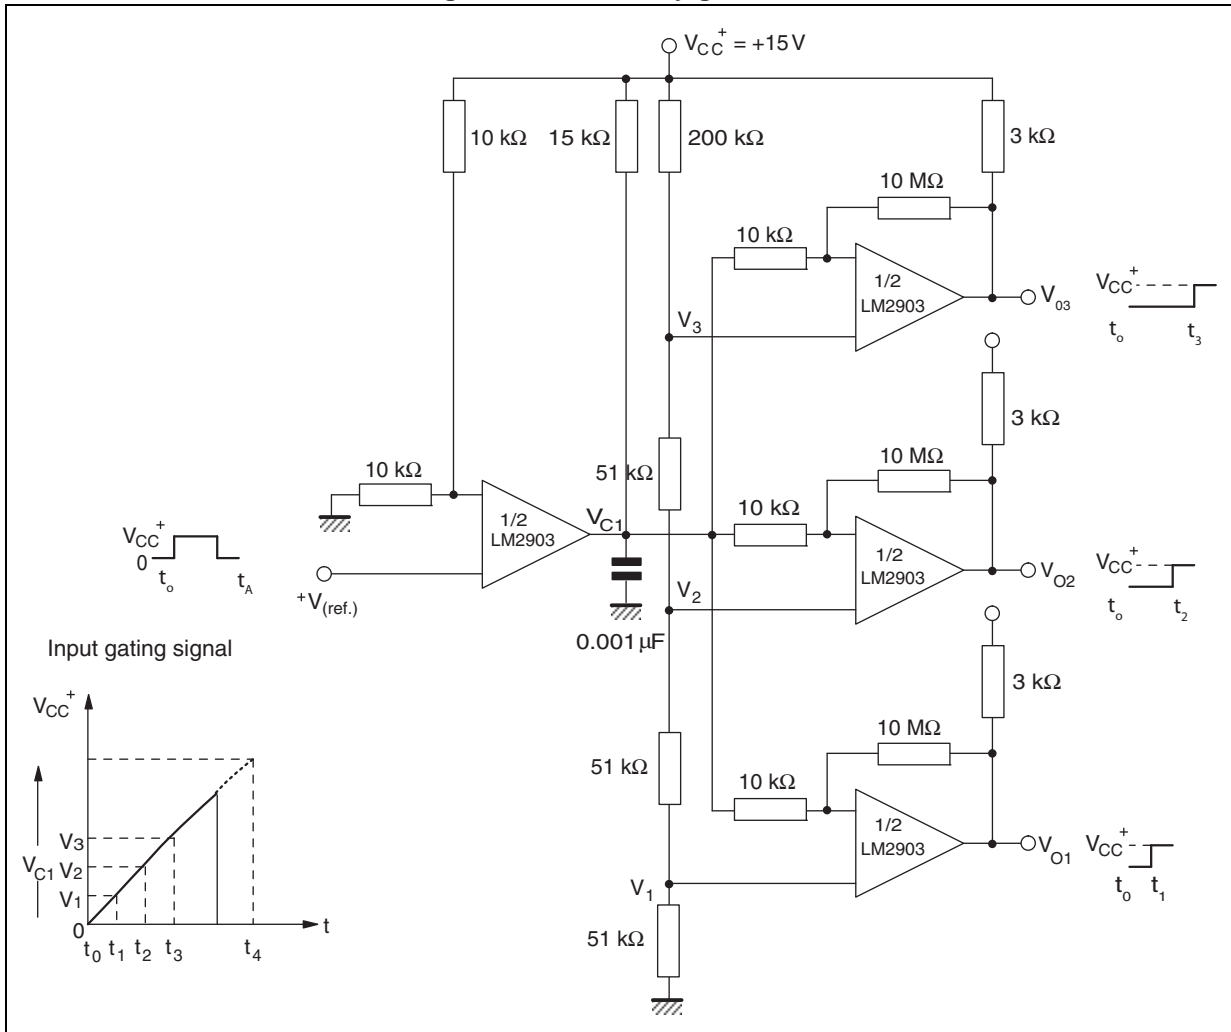 V_CC^+ = +15 V
10 kΩ
15 kΩ
200 kΩ
3 kΩ
10 MΩ
10 kΩ
1/2
LM2903
V_03
V_CC^+
t_o
t_3
V_3
3 kΩ
10 MΩ
51 kΩ
10 kΩ
10 kΩ
1/2
LM2903
V_C1
1/2
LM2903
V_O2
V_CC^+
t_o
t_2
V_CC^+
0
t_o
t_A
+V_(ref.)
V_2
0.001 µF
3 kΩ
Input gating signal
V_CC^+
V_3
V_C1
V_2
V_1
0
t_0 t_1 t_2 t_3 t_4
t
10 MΩ
51 kΩ
10 kΩ
1/2
LM2903
V_O1
V_CC^+
t_0
t_1
V_1
51 kΩ